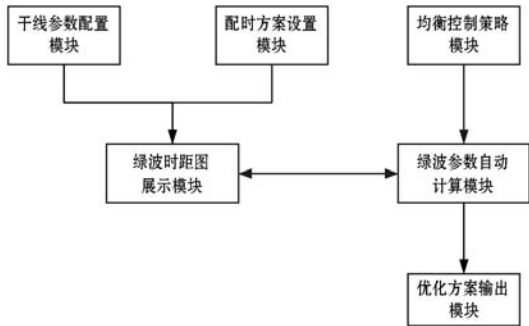 干线参数配置
模块
配时方案设置
模块
均衡控制策略
模块
绿波时距图
展示模块
绿波参数自动
计算模块
优化方案输出
模块